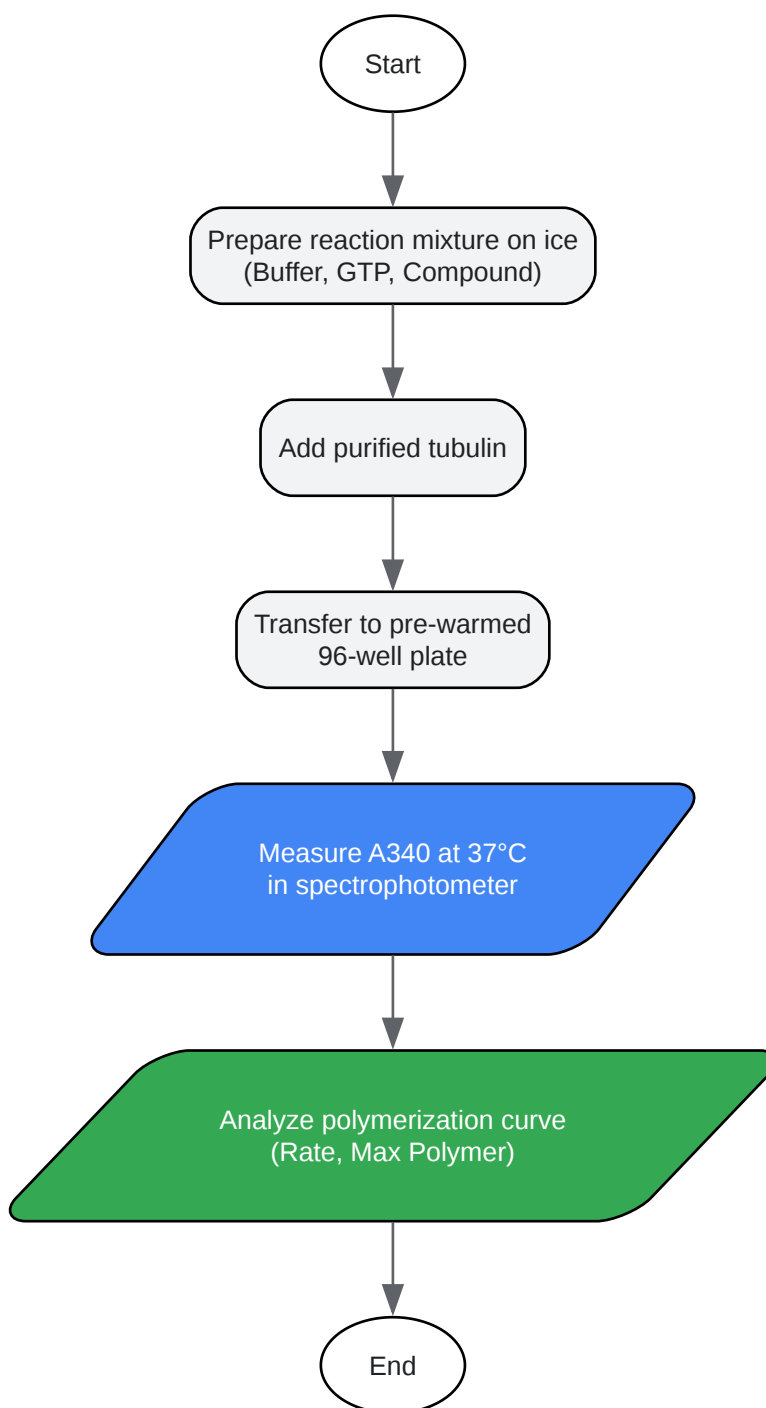 Start
Prepare reaction mixture on ice
(Buffer, GTP, Compound)
Add purified tubulin
Transfer to pre-warmed
96-well plate
Measure A340 at 37°C
in spectrophotometer
Analyze polymerization curve
(Rate, Max Polymer)
End